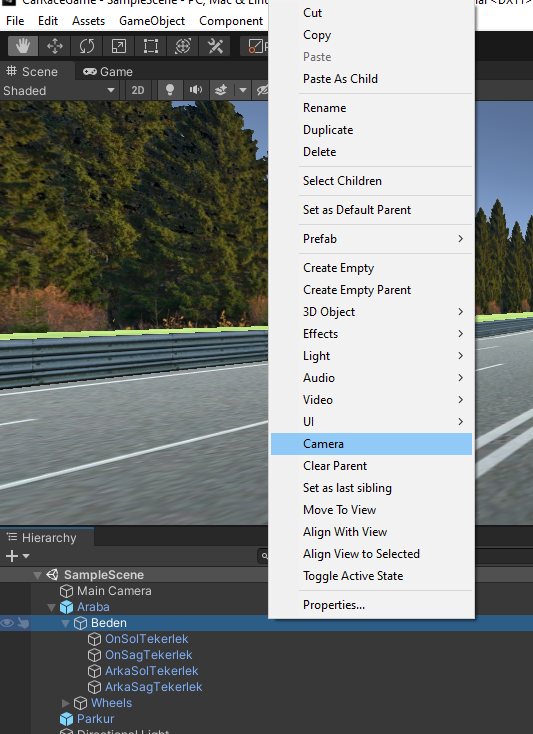 CarRaceGame - SampleScene - PC, Mac &
<DX11>
File Edit Assets GameObject Component
Scene Game
Shaded 2D
Cut
Copy
Paste
Paste As Child
Rename
Duplicate
Delete
Select Children
Set as Default Parent
Prefab
Create Empty
Create Empty Parent
3D Object
Effects
Light
Audio
Video
UI
Camera
Clear Parent
Set as last sibling
Move To View
Align With View
Align View to Selected
Toggle Active State
Properties...
Hierarchy
SampleScene
Main Camera
Araba
Beden
OnSolTekerlek
OnSagTekerlek
ArkaSolTekerlek
ArkaSagTekerlek
Wheels
Parkur
Directional Light